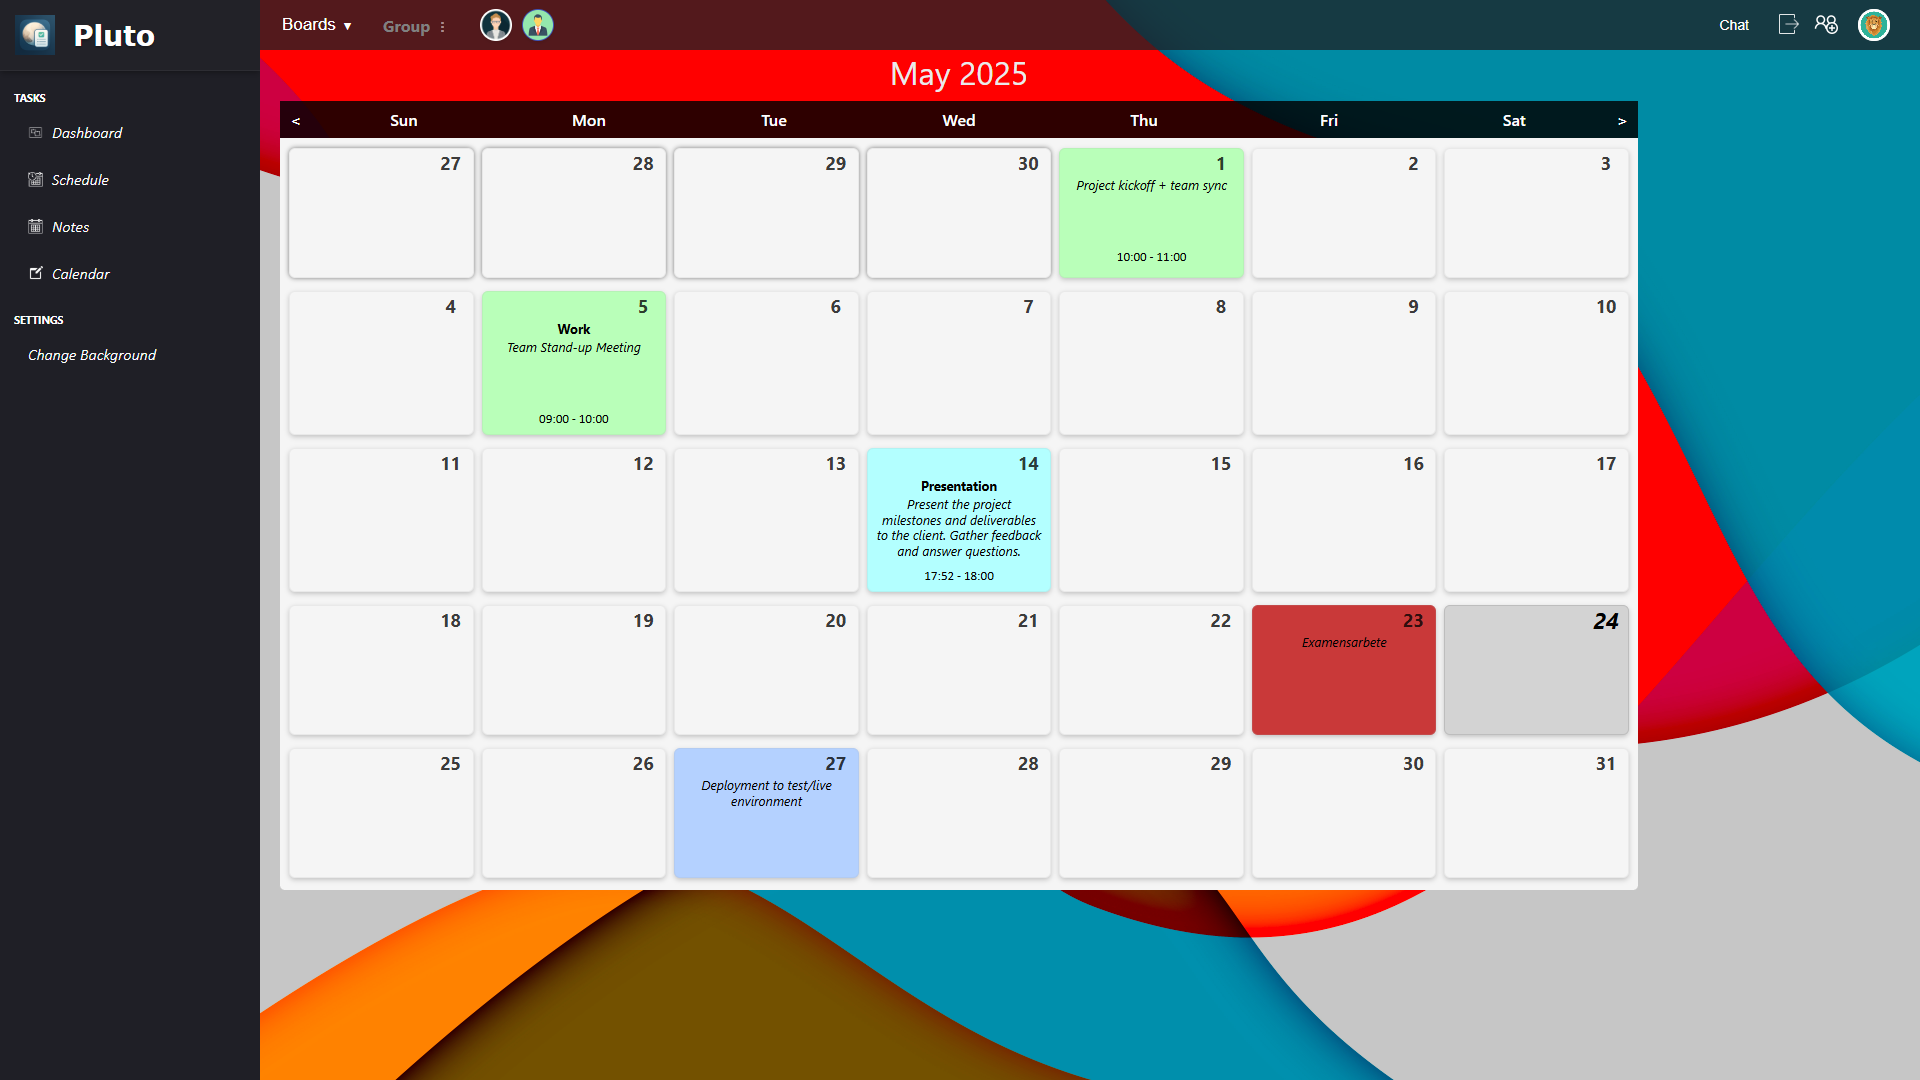 Pluto
Boards ▾
Group ⋮
Chat
TASKS
Dashboard
Schedule
Notes
Calendar
SETTINGS
Change Background
May 2025
< Sun Mon Tue Wed Thu Fri Sat >
27 28 29 30 1 2 3
Project kickoff + team sync
10:00 - 11:00
4 5 6 7 8 9 10
Work
Team Stand-up Meeting
09:00 - 10:00
11 12 13 14 15 16 17
Presentation
Present the project
milestones and deliverables
to the client. Gather feedback
and answer questions.
17:52 - 18:00
18 19 20 21 22 23 24
Examensarbete
25 26 27 28 29 30 31
Deployment to test/live
environment